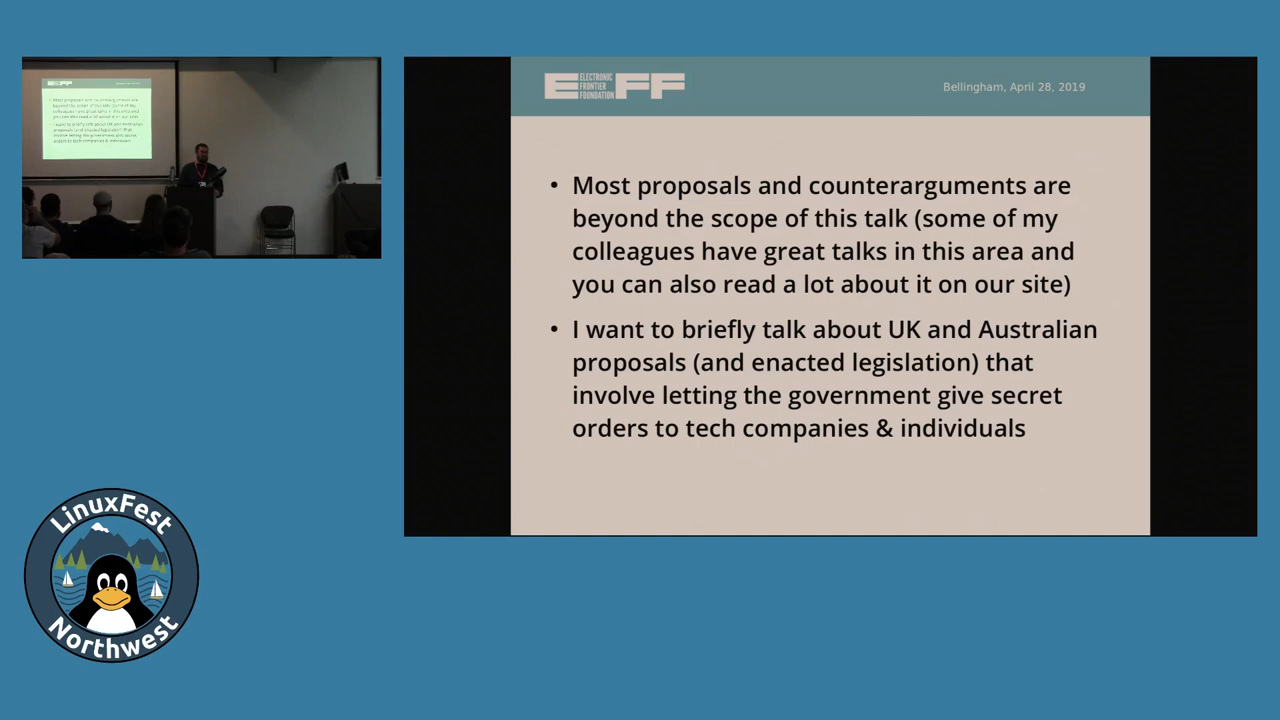 ELECTRONIC
FRONTIER
FOUNDATION
EFF
Bellingham, April 28, 2019
• Most proposals and counterarguments are
beyond the scope of this talk (some of my
colleagues have great talks in this area and
you can also read a lot about it on our site)
• I want to briefly talk about UK and Australian
proposals (and enacted legislation) that
involve letting the government give secret
orders to tech companies & individuals
LinuxFest
Northwest